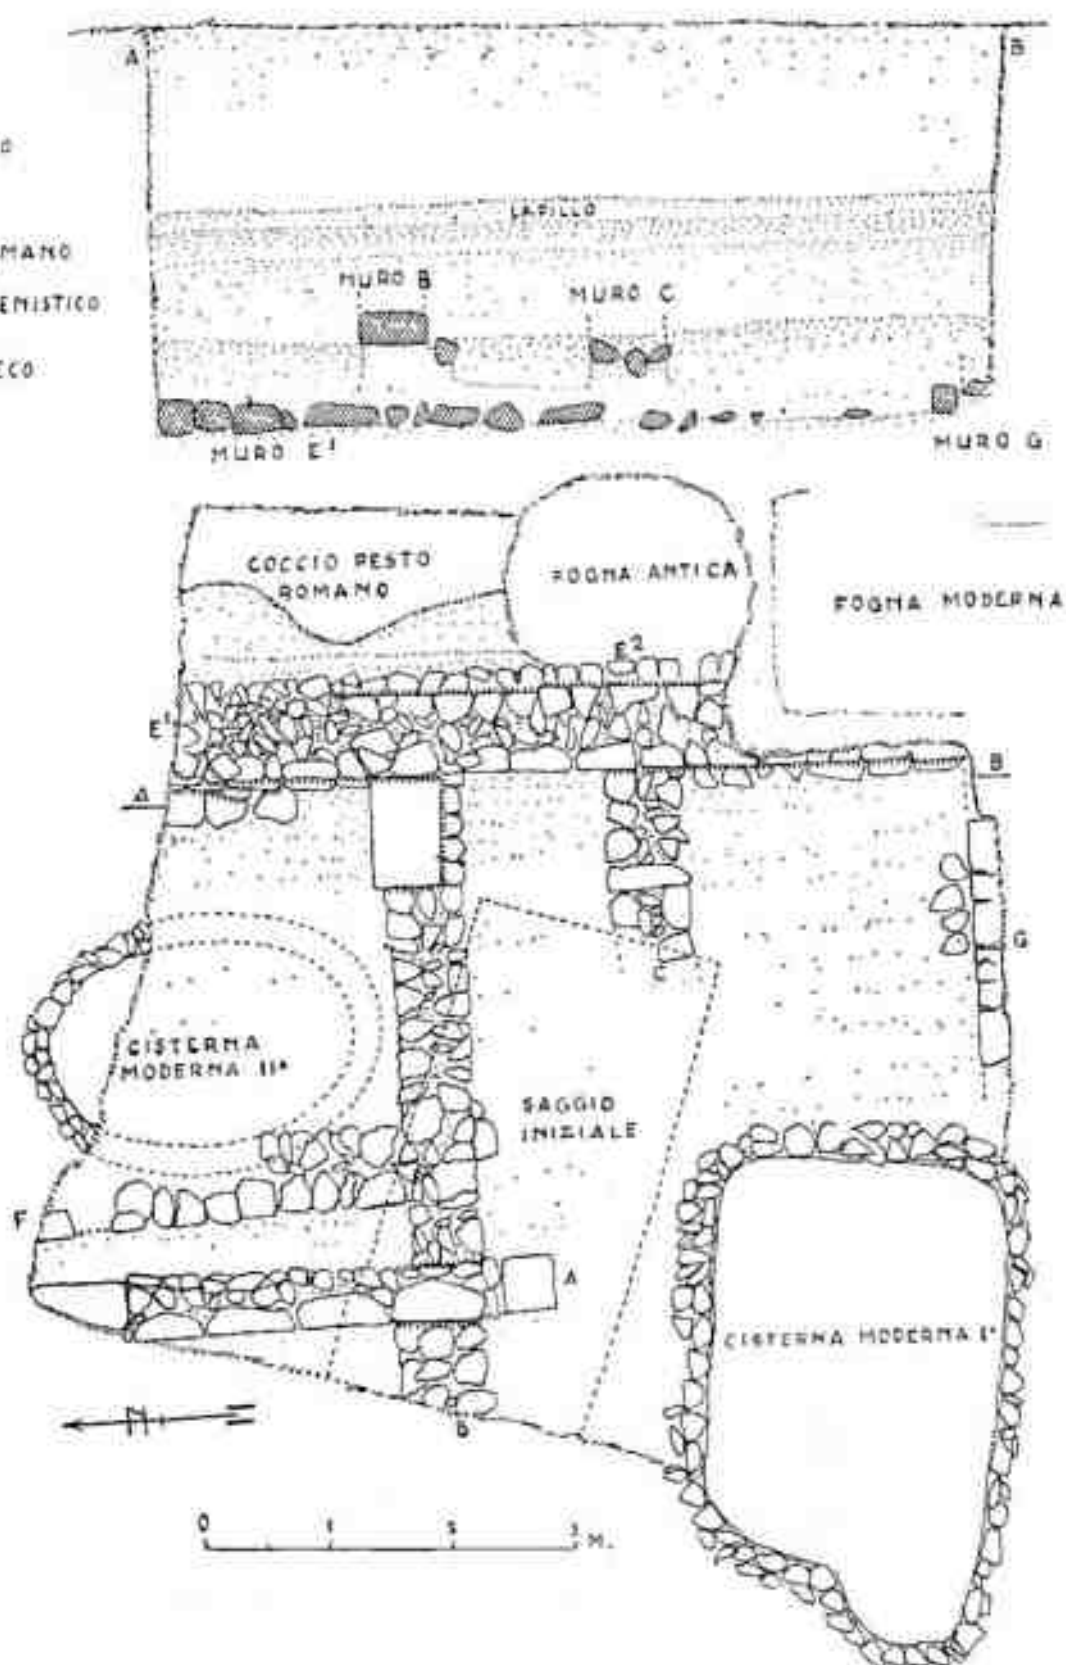 A
B
O
MANO
ENISTICO
ECO
LAPILLO
MURO B
MURO C
MURO E¹
MURO G
COCCIO PESTO
ROMANO
FOGNA ANTICA
FOGNA MODERNA
E²
E¹
A
B
G
C
CISTERNA
MODERNA IIª
SAGGIO
INIZIALE
F
A
CISTERNA MODERNA Iª
N
B
0 1 2 3 M.